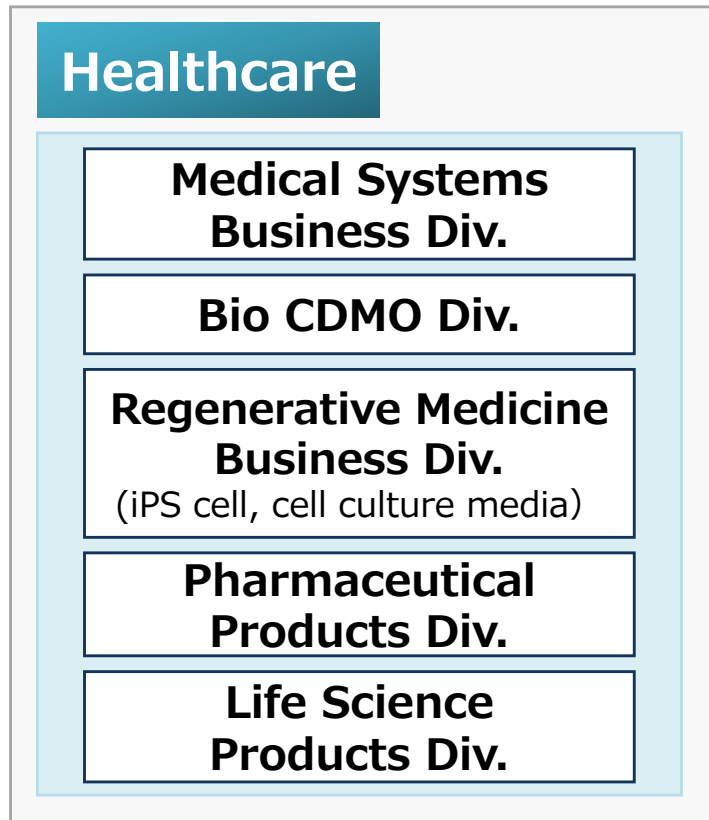 Healthcare
Medical Systems
Business Div.
Bio CDMO Div.
Regenerative Medicine
Business Div.
(iPS cell, cell culture media）
Pharmaceutical
Products Div.
Life Science
Products Div.